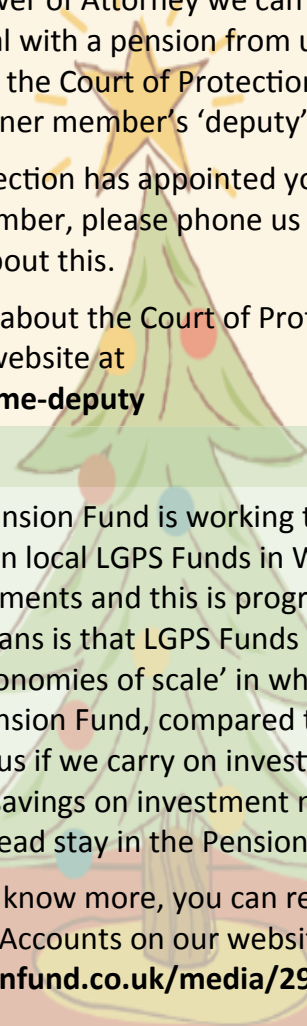 wer of Attorney we can
al with a pension from u
the Court of Protection
ner member's 'deputy'
ection has appointed yo
mber, please phone us
bout this.
about the Court of Prot
website at
me-deputy
ension Fund is working t
n local LGPS Funds in W
ments and this is progr
ans is that LGPS Funds
onomies of scale' in wh
nsion Fund, compared t
us if we carry on invest
savings on investment m
ead stay in the Pension
know more, you can re
Accounts on our websi
nfund.co.uk/media/29